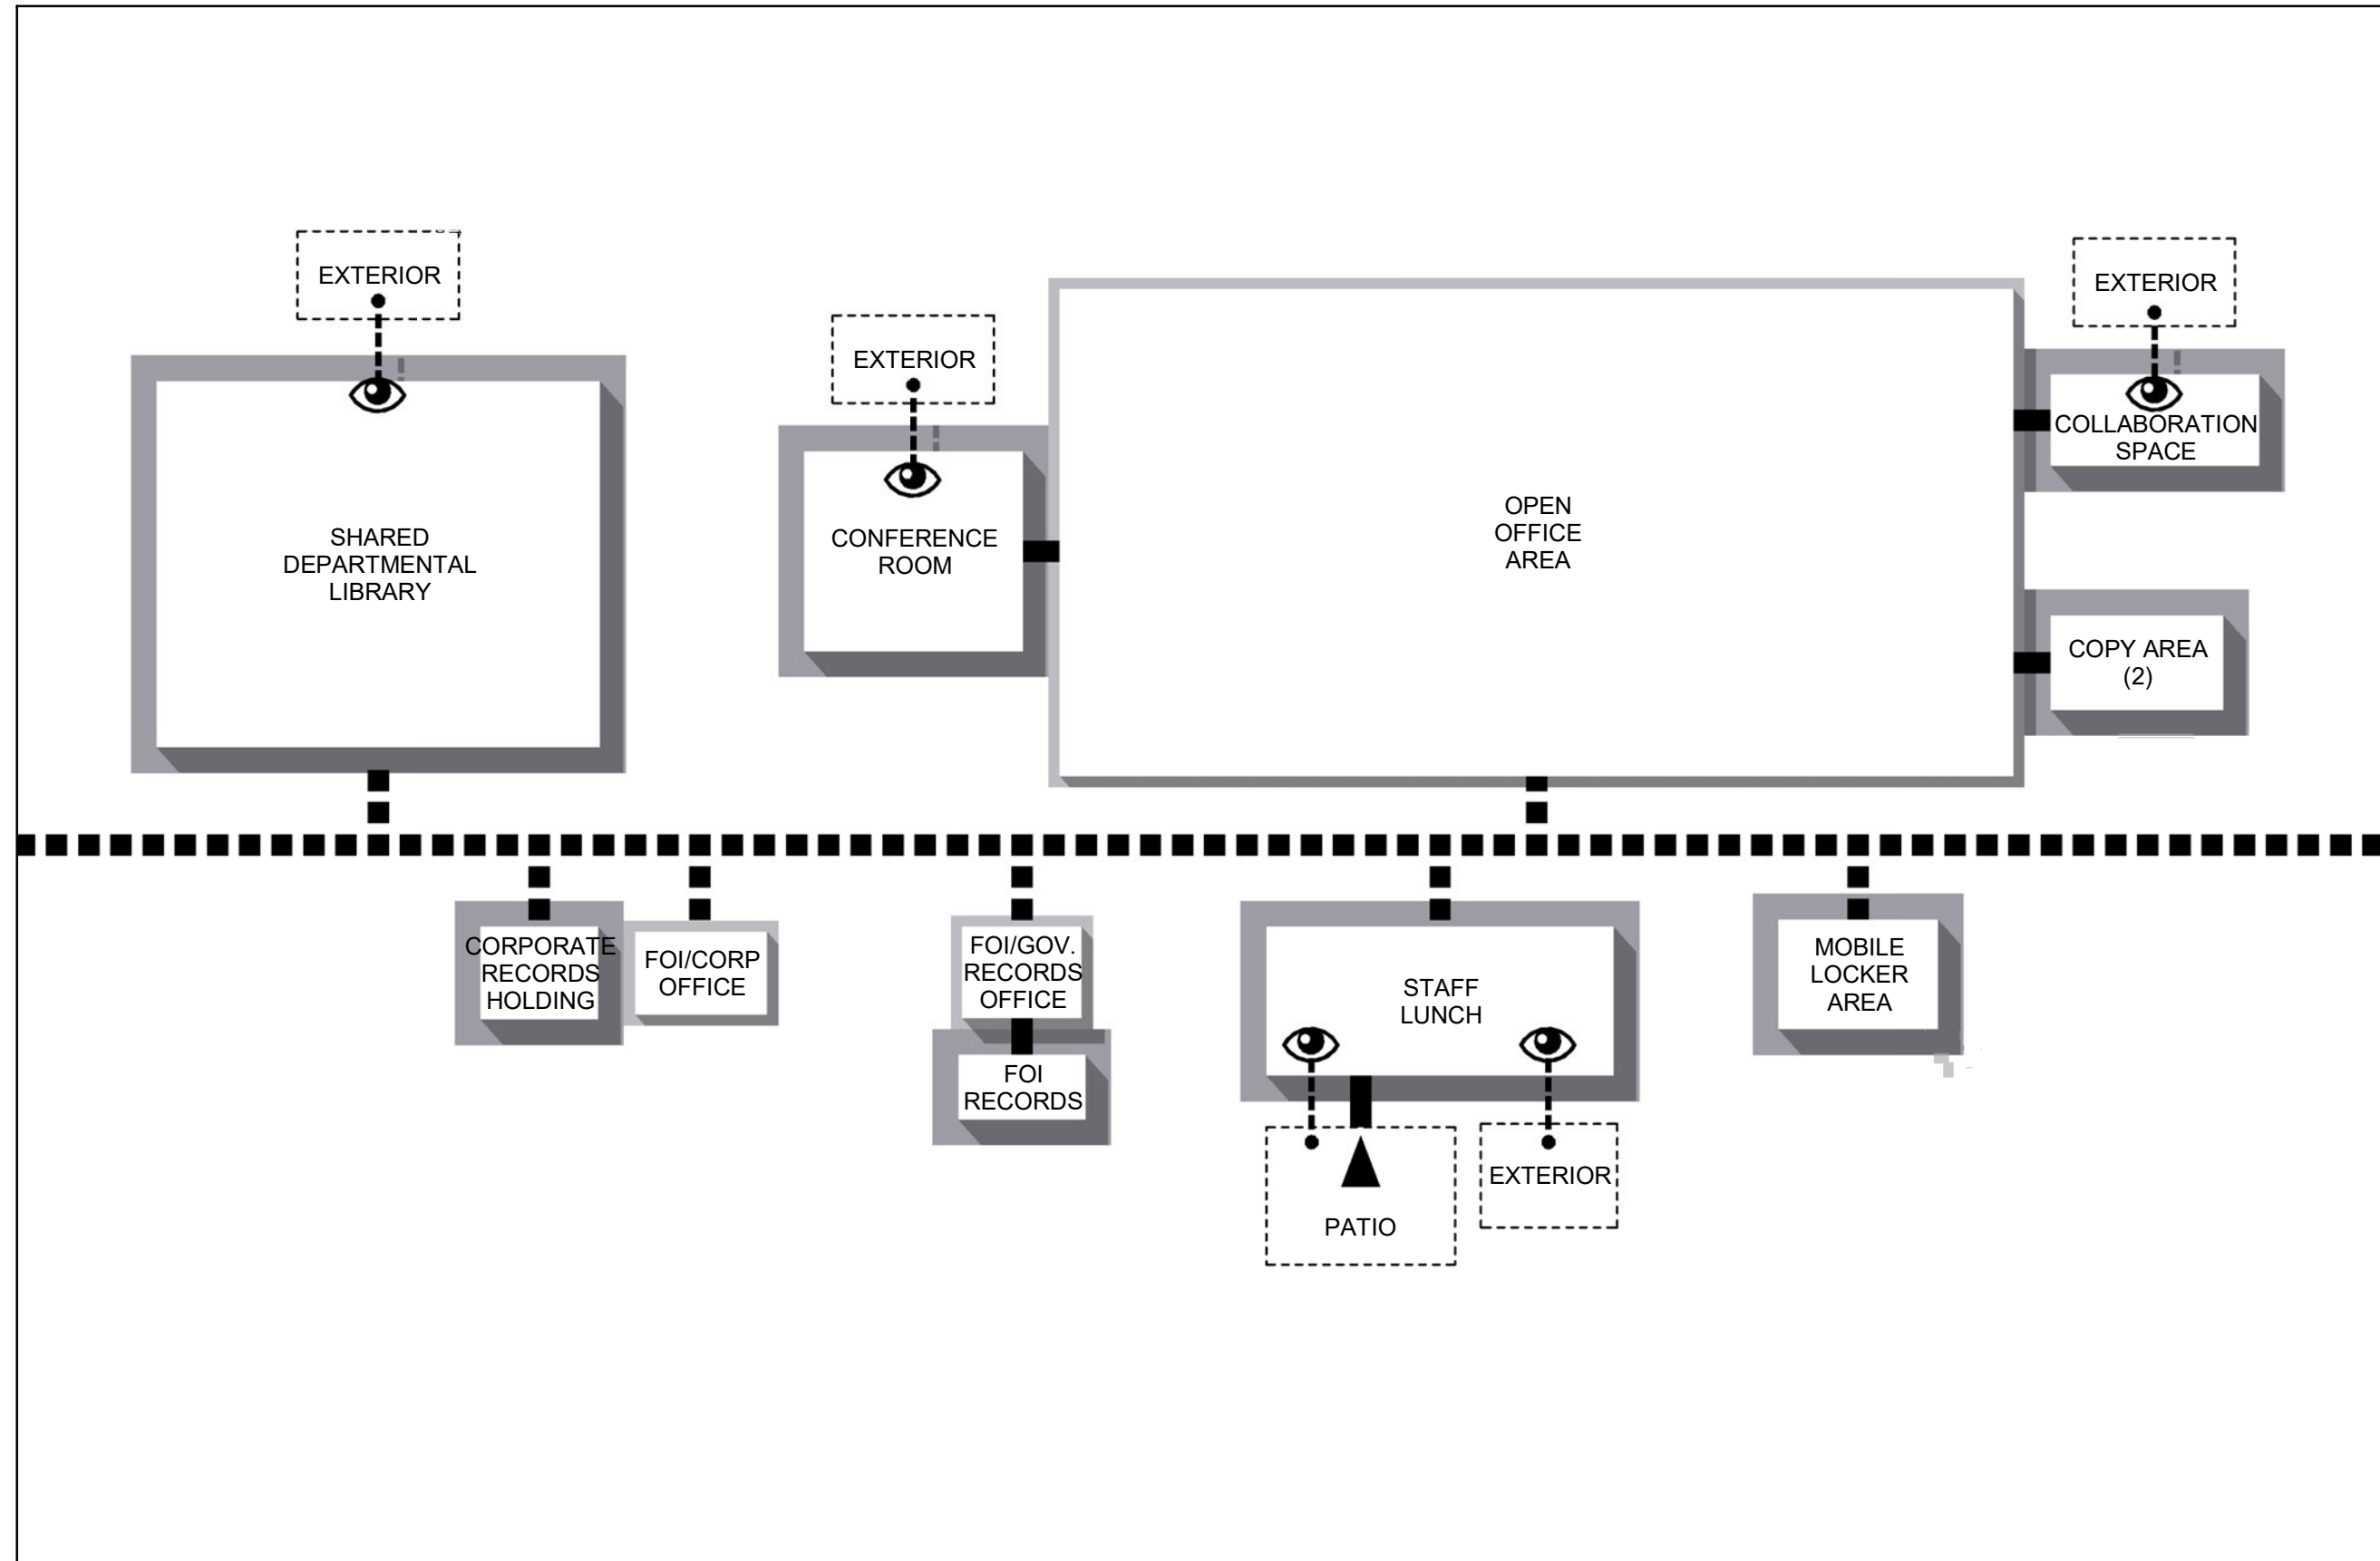 EXTERIOR
EXTERIOR
EXTERIOR
SHARED
DEPARTMENTAL
LIBRARY
CONFERENCE
ROOM
OPEN
OFFICE
AREA
COLLABORATION
SPACE
COPY AREA
(2)
CORPORATE
RECORDS
HOLDING
FOI/CORP
OFFICE
FOI/GOV.
RECORDS
OFFICE
FOI
RECORDS
STAFF
LUNCH
MOBILE
LOCKER
AREA
PATIO
EXTERIOR